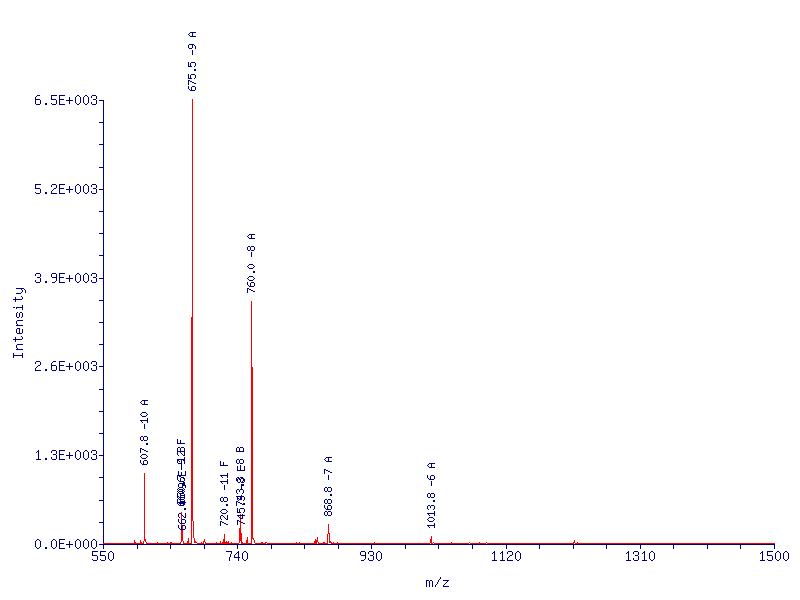 675.5 -9 A
6.5E+003
5.2E+003
760.0 -8 A
3.9E+003
Intensity
2.6E+003
607.8 -10 A
1.3E+003
720.8 -11 F
868.8 -7 A
1013.8 -6 A
0.0E+000
550
740
930
1120
1310
1500
m/z